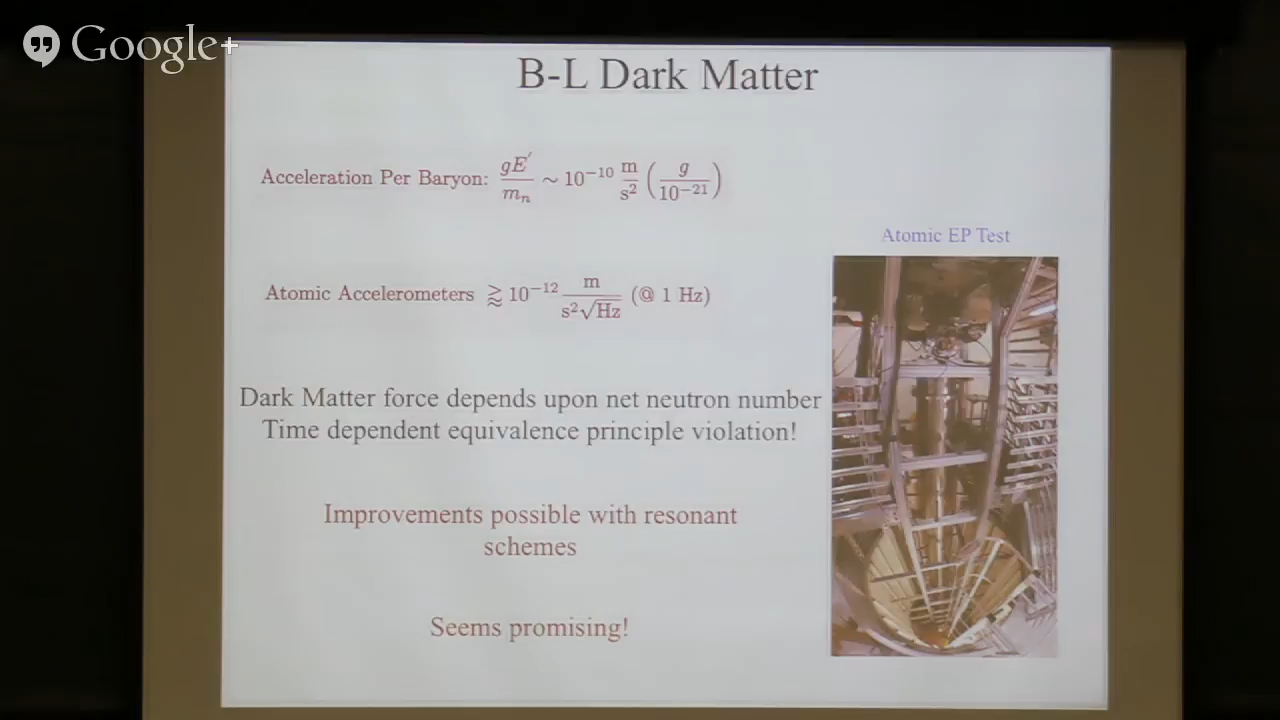 Google+
B-L Dark Matter
Acceleration Per Baryon: gE′/mₙ ∼ 10⁻¹⁰ m/s² (g/10⁻²¹)
Atomic EP Test
Atomic Accelerometers ⪆ 10⁻¹² m/(s²√Hz) (@ 1 Hz)
Dark Matter force depends upon net neutron number
Time dependent equivalence principle violation!
Improvements possible with resonant
schemes
Seems promising!